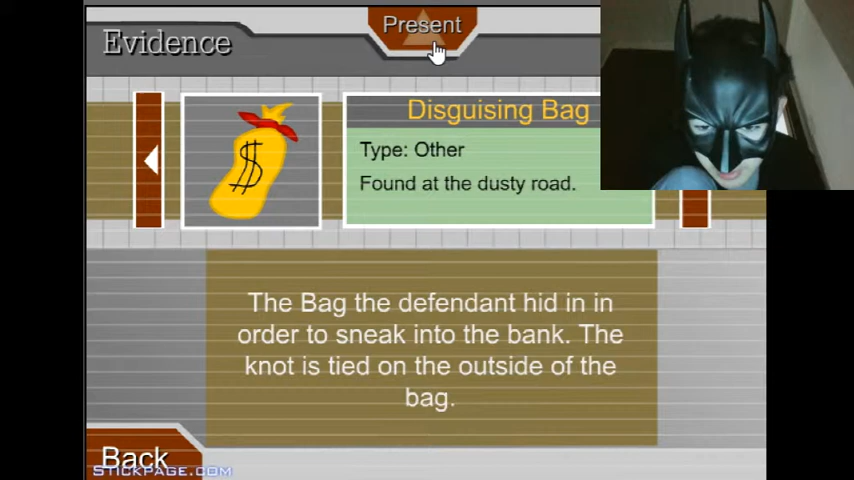 Present
Evidence
Disguising Bag
Type: Other
Found at the dusty road.
$
The Bag the defendant hid in in
order to sneak into the bank. The
knot is tied on the outside of the
bag.
Back
STICKPAGE.COM